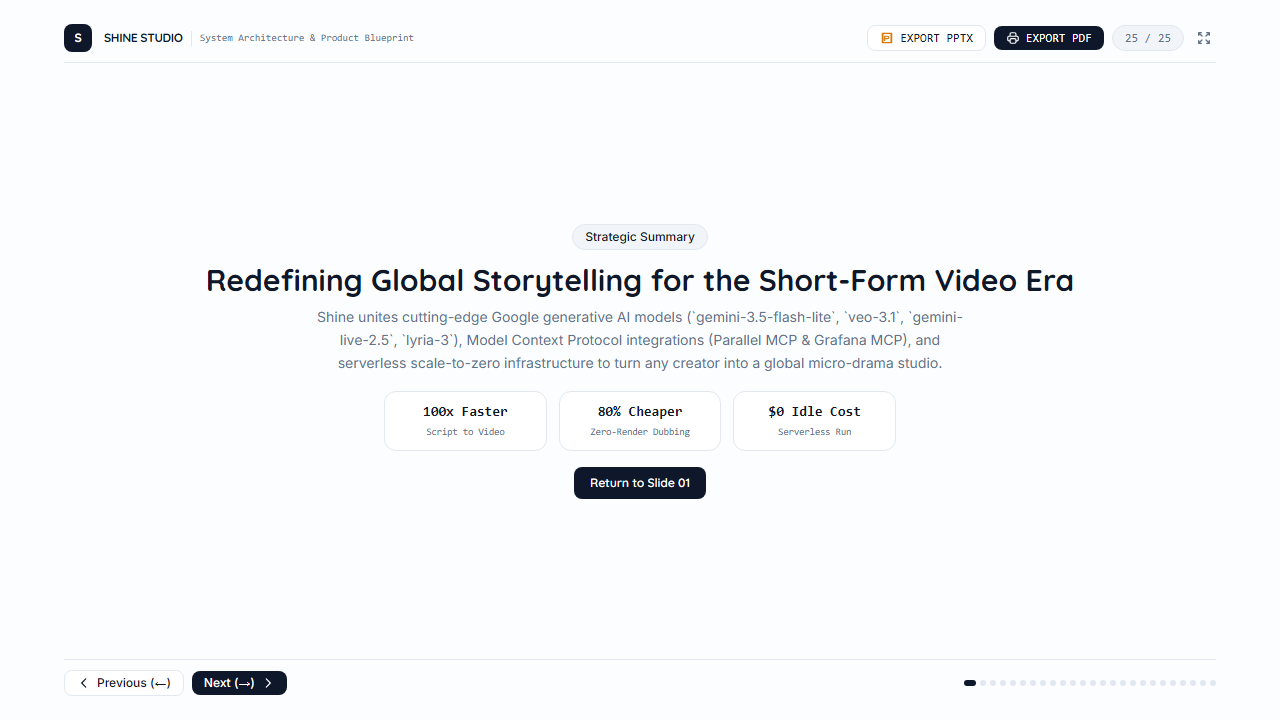 S
SHINE STUDIO
System Architecture & Product Blueprint
EXPORT PPTX
EXPORT PDF
25 / 25
Strategic Summary
Redefining Global Storytelling for the Short-Form Video Era
Shine unites cutting-edge Google generative AI models (`gemini-3.5-flash-lite`, `veo-3.1`, `gemini-
live-2.5`, `lyria-3`), Model Context Protocol integrations (Parallel MCP & Grafana MCP), and
serverless scale-to-zero infrastructure to turn any creator into a global micro-drama studio.
100x Faster
Script to Video
80% Cheaper
Zero-Render Dubbing
$0 Idle Cost
Serverless Run
Return to Slide 01
Previous (←)
Next (→)